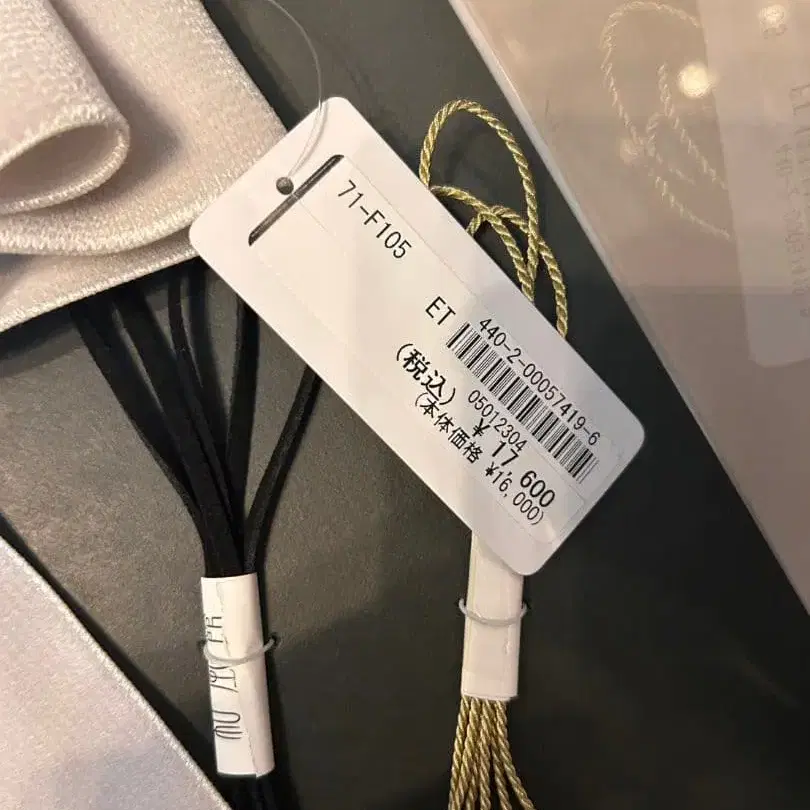 71-F105
ET
440-2-00057419-6
05012304
(税込) ¥ 17,600
(本体価格 ¥16,000)